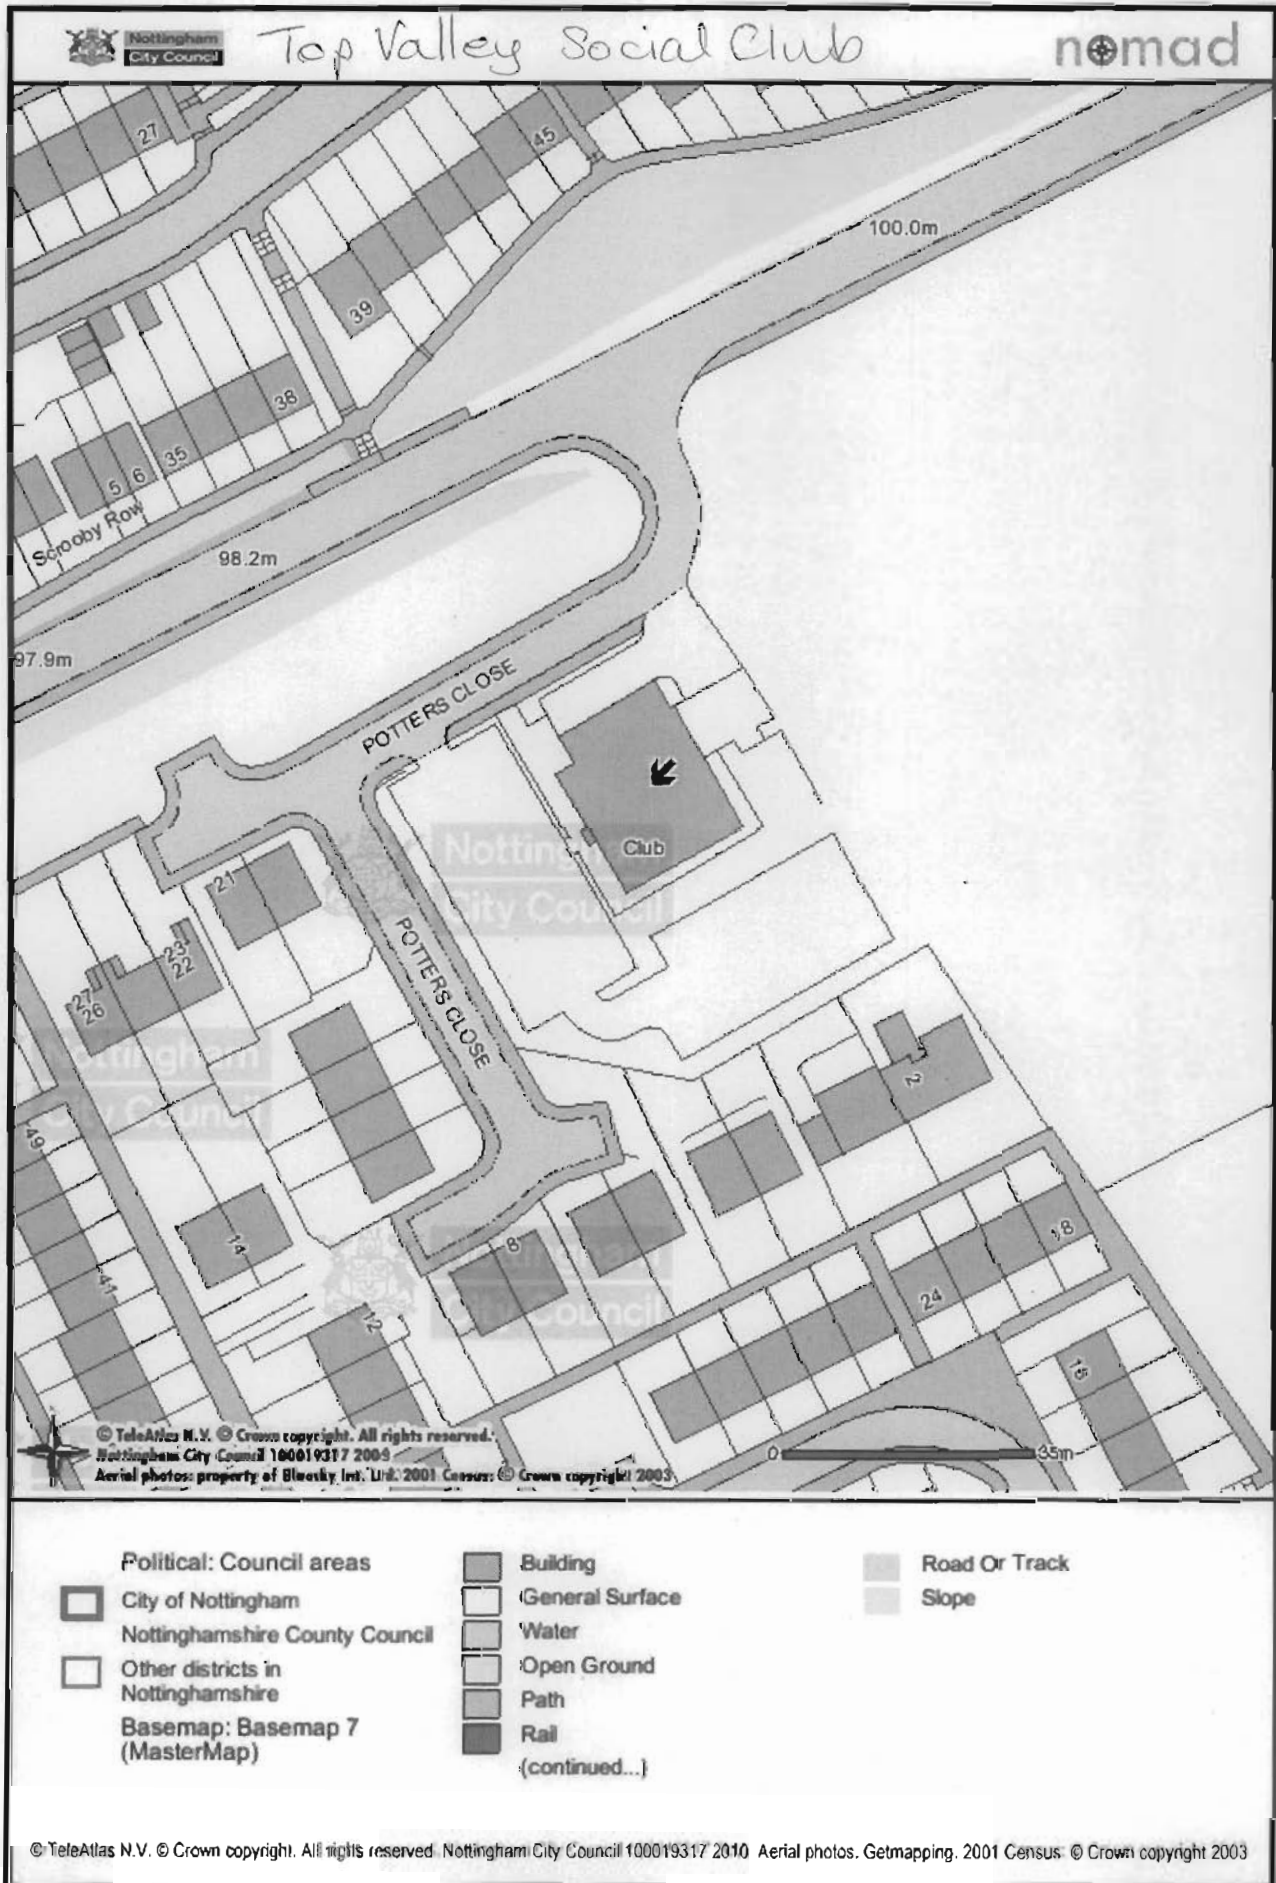 Nottingham
City Council
Top Valley Social Club
nomad
27
45
100.0m
39
38
35
5 6
Scrooby Row
98.2m
97.9m
POTTERS CLOSE
Nottingham
City Council
Club
21
POTTERS CLOSE
23
22
27
26
Nottingham
City Council
2
49
14
8
18
41
Nottingham
City Council
24
12
16
© TeleAtlas N.V. © Crown copyright. All rights reserved.
Nottingham City Council 100019317 2009
Aerial photos: property of Bluesky Int. Ltd. 2001 Census: © Crown copyright 2003
0 35m
Political: Council areas
City of Nottingham
Nottinghamshire County Council
Other districts in
Nottinghamshire
Basemap: Basemap 7
(MasterMap)
Building
General Surface
Water
Open Ground
Path
Rail
(continued...)
Road Or Track
Slope
© TeleAtlas N.V. © Crown copyright. All rights reserved. Nottingham City Council 100019317 2010 Aerial photos. Getmapping. 2001 Census © Crown copyright 2003